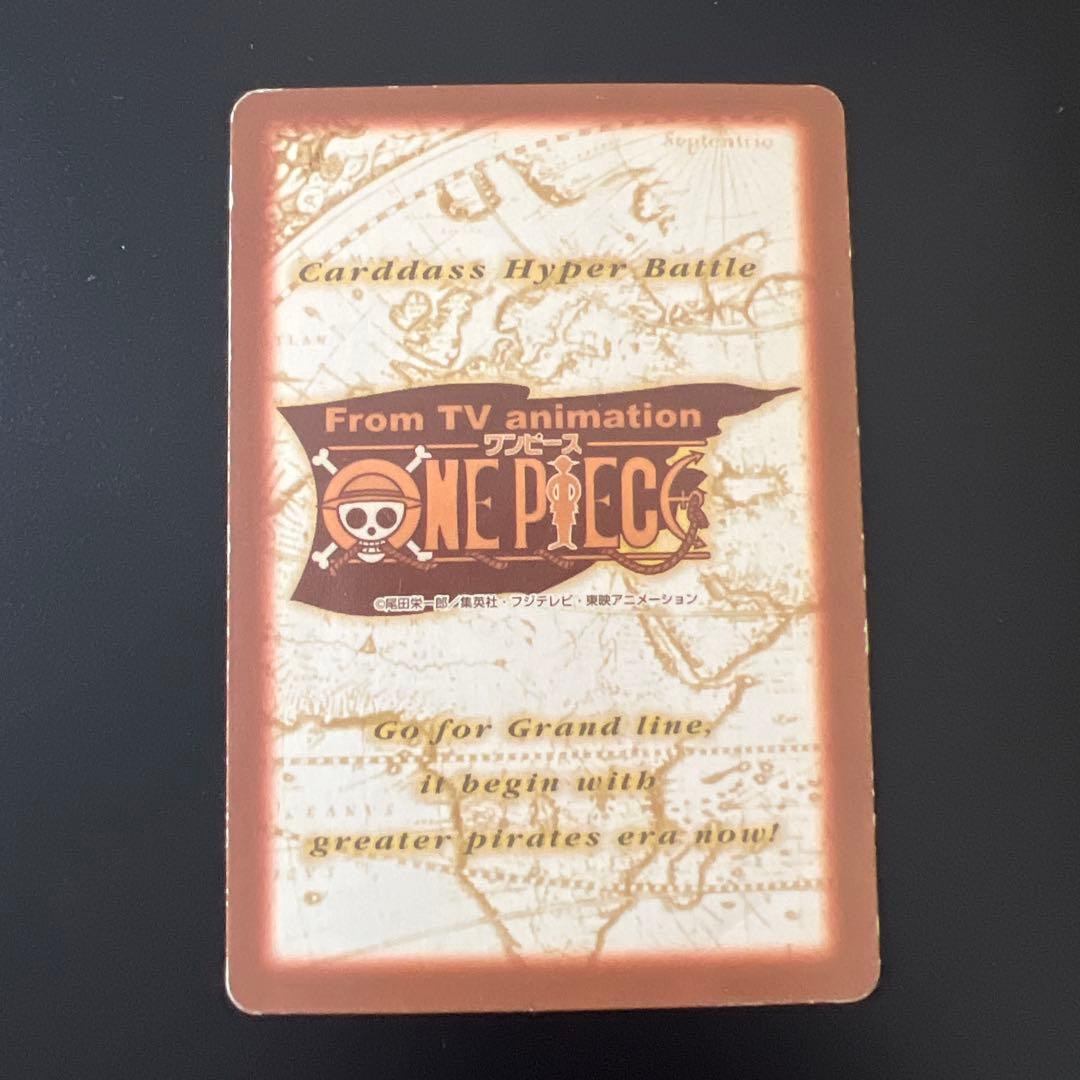 Septentrio
Carddass Hyper Battle
From TV animation
ワンピース
ONE PIECE
©尾田栄一郎／集英社・フジテレビ・東映アニメーション
Go for Grand line,
it begin with
greater pirates era now!